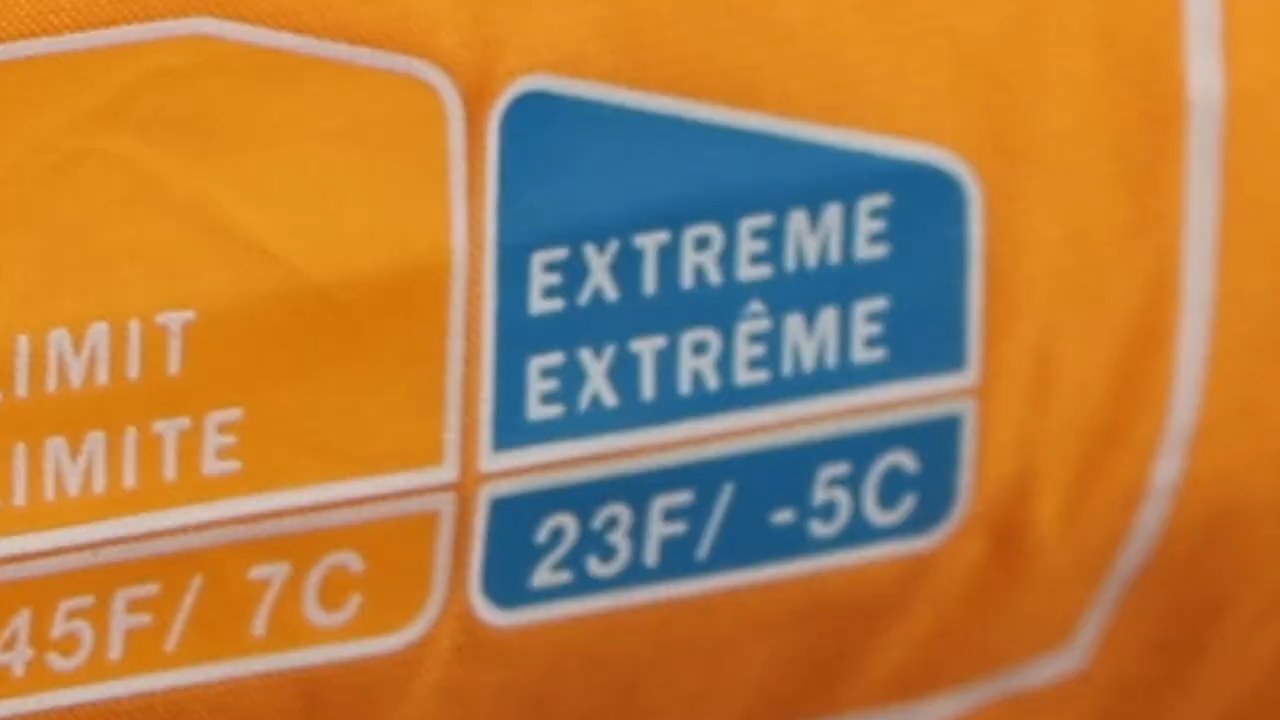 LIMIT
LIMITE
45F/ 7C
EXTREME
EXTRÊME
23F/ -5C